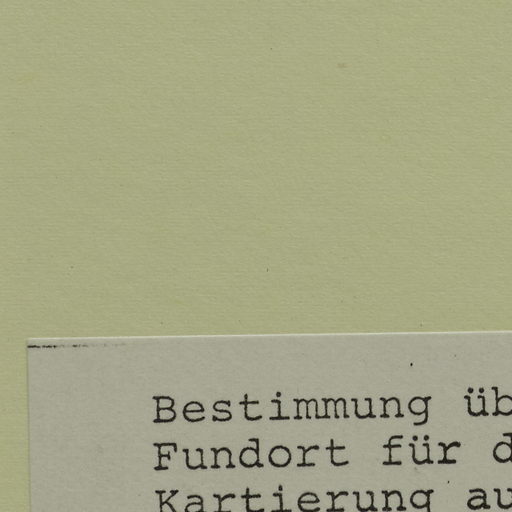 Bestimmung üb
Fundort für d
Kartierung au